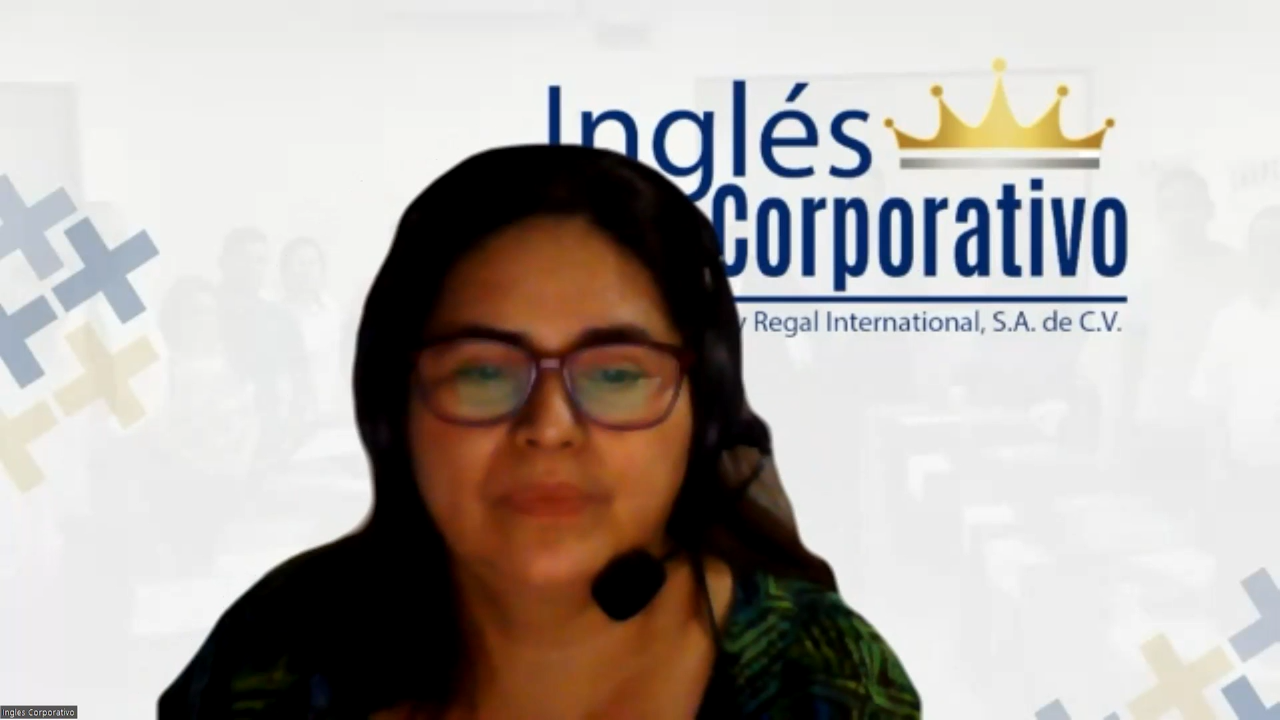 Inglés
Corporativo
y Regal International, S.A. de C.V.
Ingles Corporativo